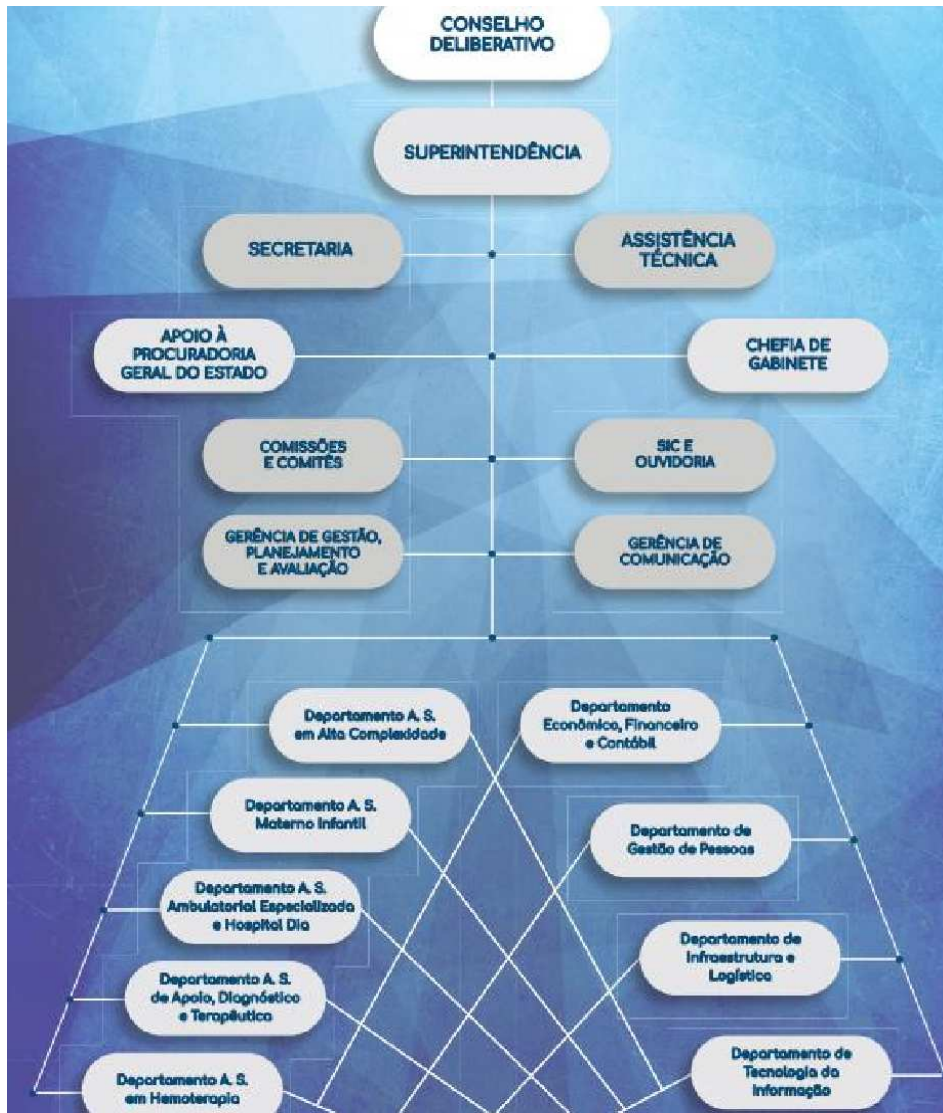 CONSELHO
DELIBERATIVO
SUPERINTENDÊNCIA
SECRETARIA
ASSISTÊNCIA
TÉCNICA
APOIO À
PROCURADORIA
GERAL DO ESTADO
CHEFIA DE
GABINETE
COMISSÕES
E COMITÊS
SIC E
OUVIDORIA
GERÊNCIA DE GESTÃO,
PLANEJAMENTO
E AVALIAÇÃO
GERÊNCIA DE
COMUNICAÇÃO
Departamento A. S.
em Alta Complexidade
Departamento
Econômico, Financeiro
e Contábil
Departamento A. S.
Materno Infantil
Departamento de
Gestão de Pessoas
Departamento A. S.
Ambulatorial Especializada
e Hospital Dia
Departamento de
Infraestrutura e
Logística
Departamento A. S.
de Apoio, Diagnóstico
e Terapêutica
Departamento de
Tecnologia da
Informação
Departamento A. S.
em Hemoterapia